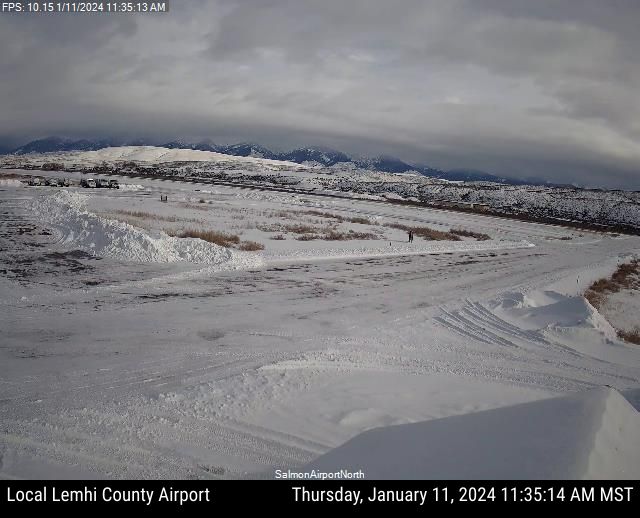 FPS: 10.15 1/11/2024 11:35:13 AM
SalmonAirportNorth
Local Lemhi County Airport Thursday, January 11, 2024 11:35:14 AM MST